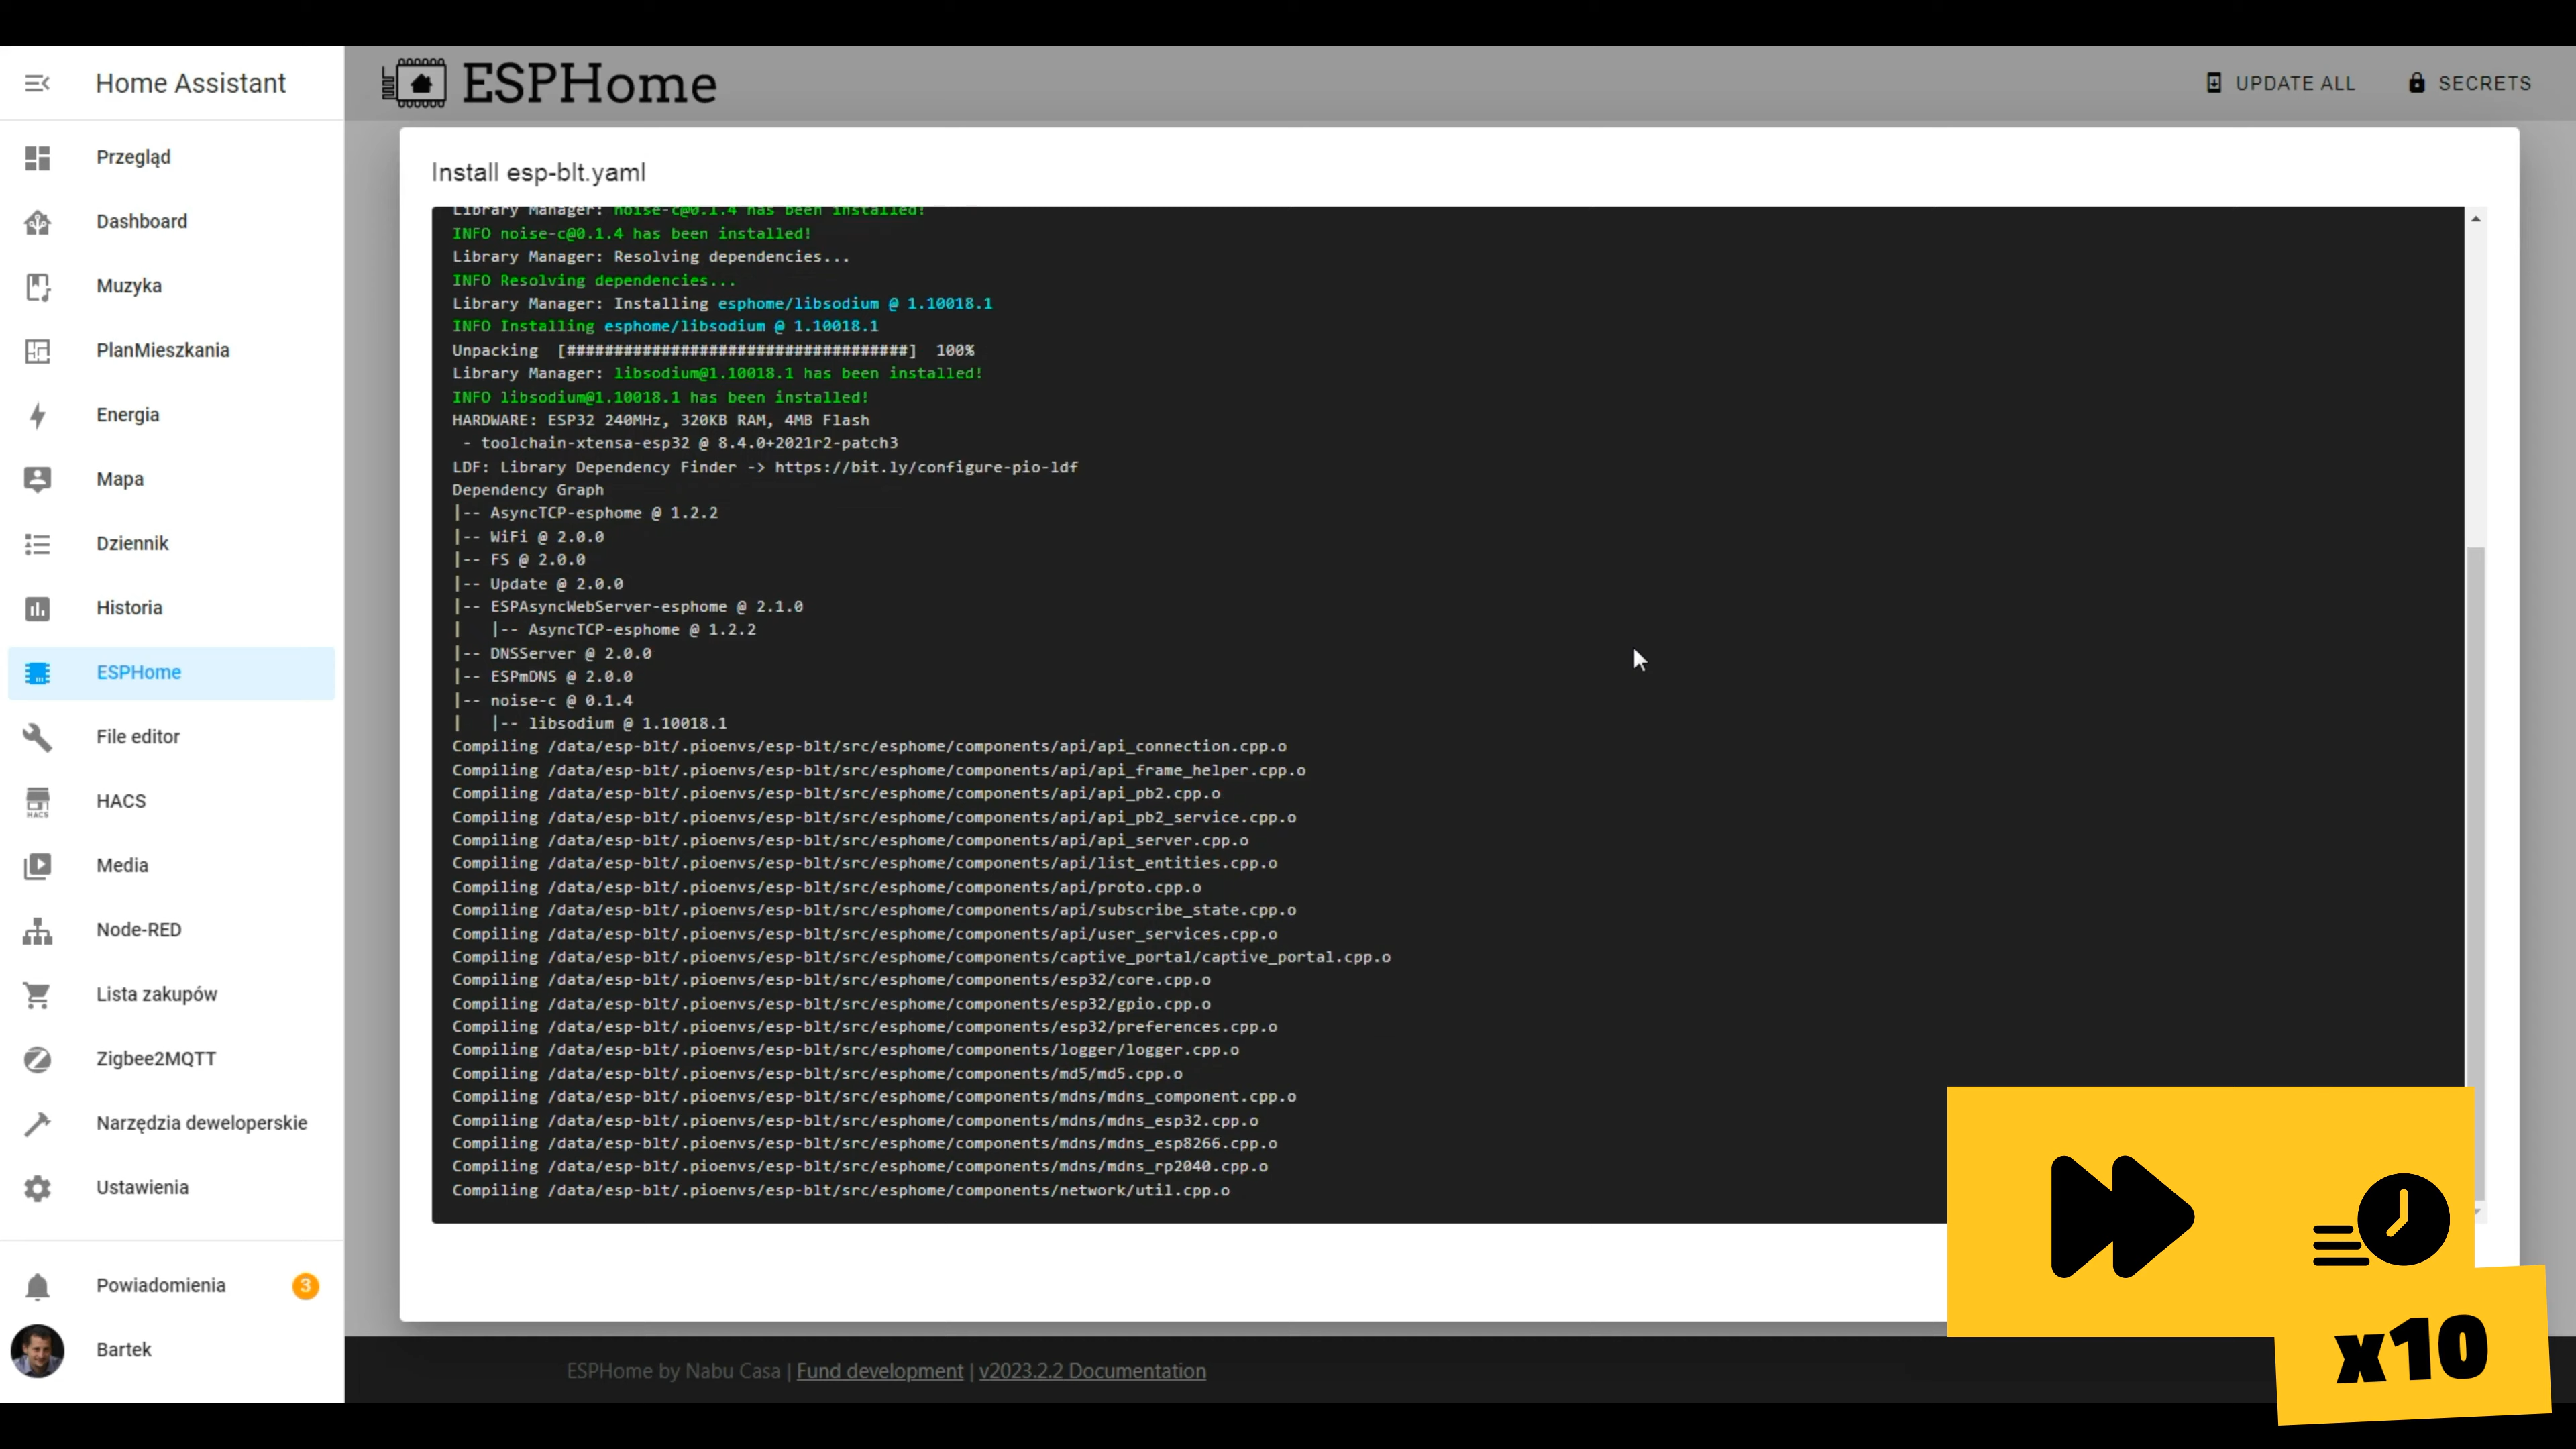 Home Assistant
ESPHome
UPDATE ALL
SECRETS
Przegląd
Dashboard
Muzyka
PlanMieszkania
Energia
Mapa
Dziennik
Historia
ESPHome
File editor
HACS
HACS
Media
Node-RED
Lista zakupów
Zigbee2MQTT
Narzędzia deweloperskie
Ustawienia
Powiadomienia
3
Bartek
Install esp-blt.yaml
Library Manager: noise-c@0.1.4 has been installed!
INFO noise-c@0.1.4 has been installed!
Library Manager: Resolving dependencies...
INFO Resolving dependencies...
Library Manager: Installing esphome/libsodium @ 1.10018.1
INFO Installing esphome/libsodium @ 1.10018.1
Unpacking  [####################################]  100%
Library Manager: libsodium@1.10018.1 has been installed!
INFO libsodium@1.10018.1 has been installed!
HARDWARE: ESP32 240MHz, 320KB RAM, 4MB Flash
 - toolchain-xtensa-esp32 @ 8.4.0+2021r2-patch3
LDF: Library Dependency Finder -> https://bit.ly/configure-pio-ldf
Dependency Graph
|-- AsyncTCP-esphome @ 1.2.2
|-- WiFi @ 2.0.0
|-- FS @ 2.0.0
|-- Update @ 2.0.0
|-- ESPAsyncWebServer-esphome @ 2.1.0
|   |-- AsyncTCP-esphome @ 1.2.2
|-- DNSServer @ 2.0.0
|-- ESPmDNS @ 2.0.0
|-- noise-c @ 0.1.4
|   |-- libsodium @ 1.10018.1
Compiling /data/esp-blt/.pioenvs/esp-blt/src/esphome/components/api/api_connection.cpp.o
Compiling /data/esp-blt/.pioenvs/esp-blt/src/esphome/components/api/api_frame_helper.cpp.o
Compiling /data/esp-blt/.pioenvs/esp-blt/src/esphome/components/api/api_pb2.cpp.o
Compiling /data/esp-blt/.pioenvs/esp-blt/src/esphome/components/api/api_pb2_service.cpp.o
Compiling /data/esp-blt/.pioenvs/esp-blt/src/esphome/components/api/api_server.cpp.o
Compiling /data/esp-blt/.pioenvs/esp-blt/src/esphome/components/api/list_entities.cpp.o
Compiling /data/esp-blt/.pioenvs/esp-blt/src/esphome/components/api/proto.cpp.o
Compiling /data/esp-blt/.pioenvs/esp-blt/src/esphome/components/api/subscribe_state.cpp.o
Compiling /data/esp-blt/.pioenvs/esp-blt/src/esphome/components/api/user_services.cpp.o
Compiling /data/esp-blt/.pioenvs/esp-blt/src/esphome/components/captive_portal/captive_portal.cpp.o
Compiling /data/esp-blt/.pioenvs/esp-blt/src/esphome/components/esp32/core.cpp.o
Compiling /data/esp-blt/.pioenvs/esp-blt/src/esphome/components/esp32/gpio.cpp.o
Compiling /data/esp-blt/.pioenvs/esp-blt/src/esphome/components/esp32/preferences.cpp.o
Compiling /data/esp-blt/.pioenvs/esp-blt/src/esphome/components/logger/logger.cpp.o
Compiling /data/esp-blt/.pioenvs/esp-blt/src/esphome/components/md5/md5.cpp.o
Compiling /data/esp-blt/.pioenvs/esp-blt/src/esphome/components/mdns/mdns_component.cpp.o
Compiling /data/esp-blt/.pioenvs/esp-blt/src/esphome/components/mdns/mdns_esp32.cpp.o
Compiling /data/esp-blt/.pioenvs/esp-blt/src/esphome/components/mdns/mdns_esp8266.cpp.o
Compiling /data/esp-blt/.pioenvs/esp-blt/src/esphome/components/mdns/mdns_rp2040.cpp.o
Compiling /data/esp-blt/.pioenvs/esp-blt/src/esphome/components/network/util.cpp.o
x10
ESPHome by Nabu Casa | Fund development | v2023.2.2 Documentation